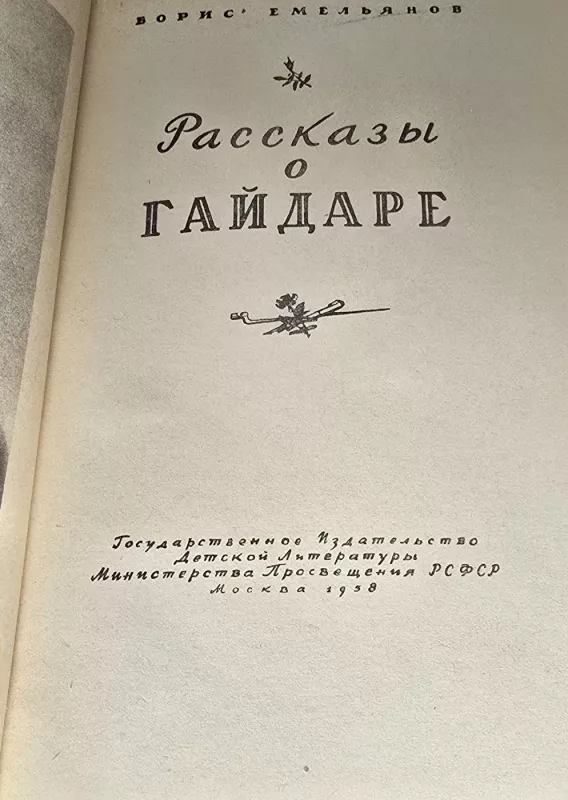 БОРИС ЕМЕЛЬЯНОВ
Рассказы
о
ГАЙДАРЕ
Государственное Издательство
Детской Литературы
Министерства Просвещения РСФСР
Москва 1958